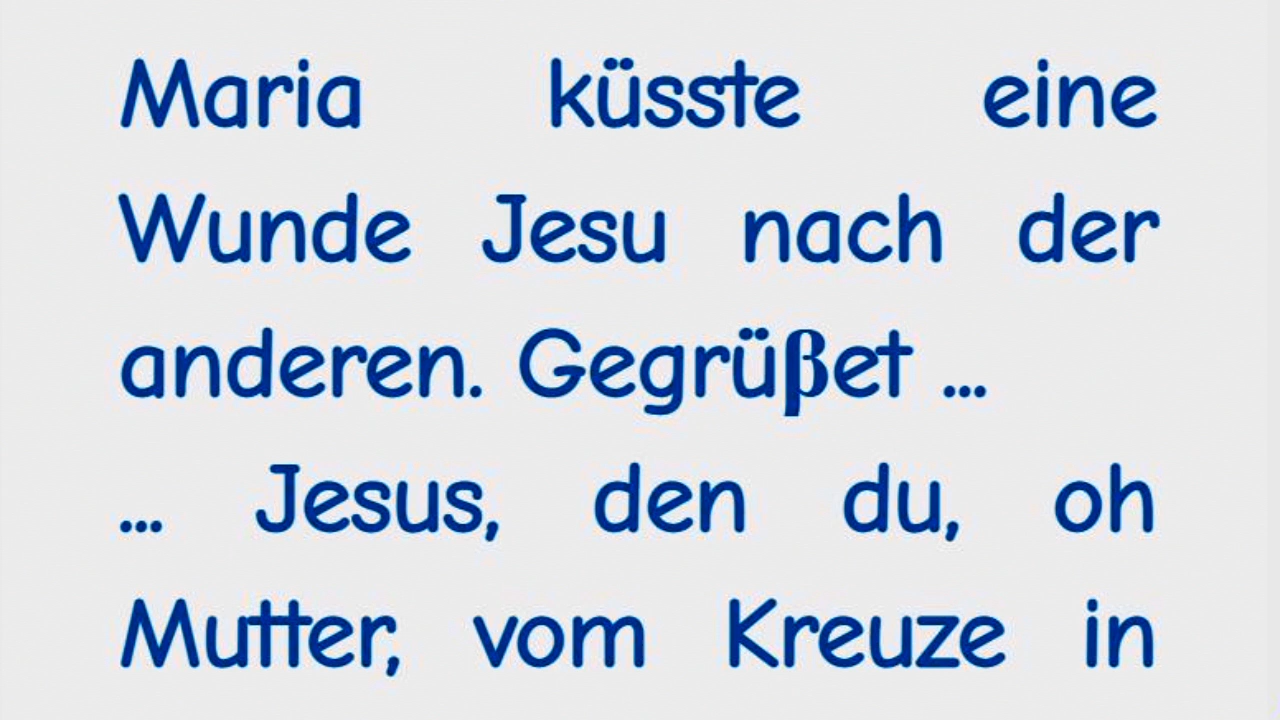 Maria küsste eine
Wunde Jesu nach der
anderen. Gegrüßet ...
... Jesus, den du, oh
Mutter, vom Kreuze in